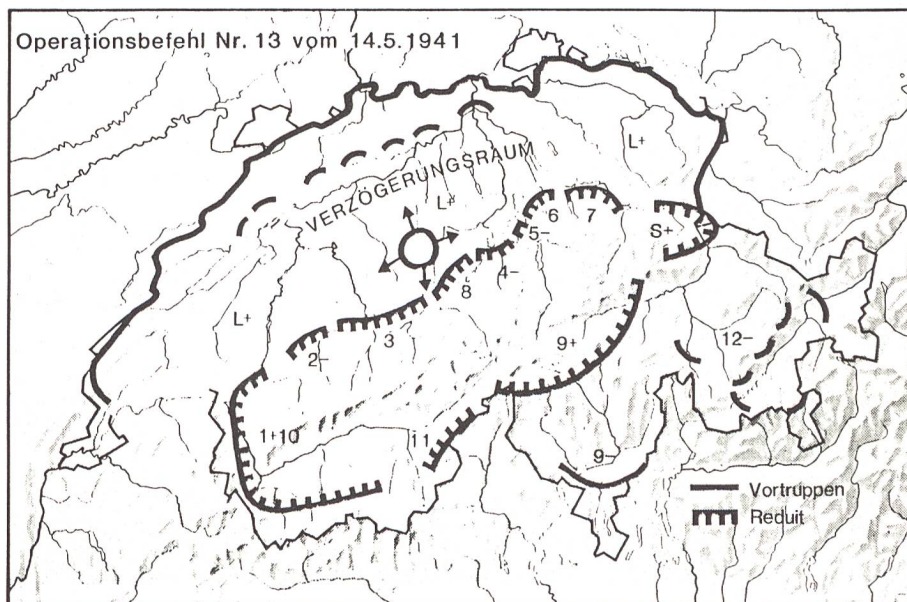 Operationsbefehl Nr. 13 vom 14.5.1941
VERZÖGERUNGSRAUM
L+
L+
L+
6
7
5–
S+
4–
8
3
2–
9+
12–
1+10
11
9–
Vortruppen
Reduit